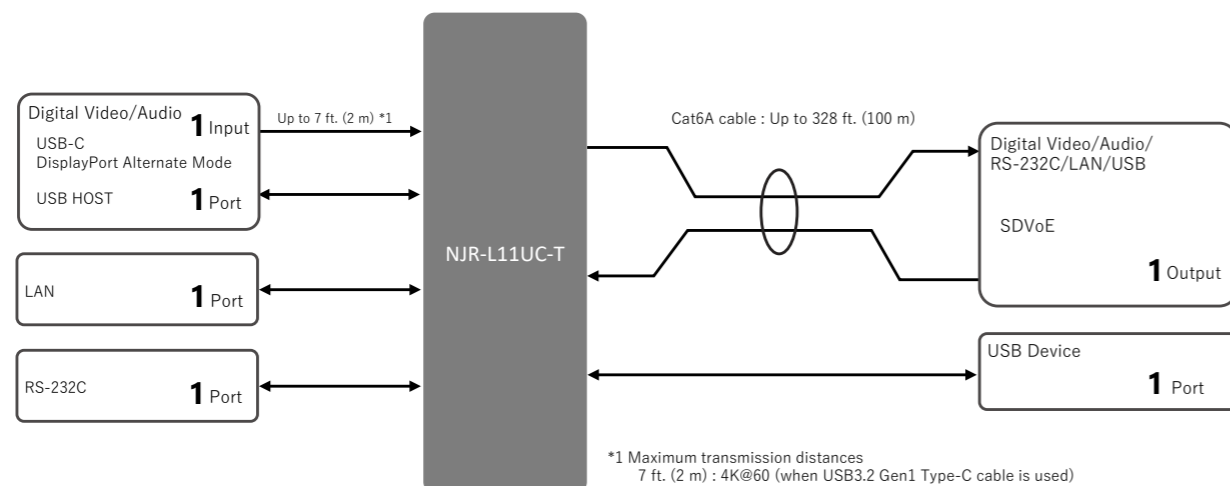 Digital Video/Audio 1 Input
USB-C
DisplayPort Alternate Mode
USB HOST 1 Port
Up to 7 ft. (2 m) *1
LAN 1 Port
RS-232C 1 Port
NJR-L11UC-T
Cat6A cable : Up to 328 ft. (100 m)
Digital Video/Audio/
RS-232C/LAN/USB
SDVoE
1 Output
USB Device
1 Port
*1 Maximum transmission distances
7 ft. (2 m) : 4K@60 (when USB3.2 Gen1 Type-C cable is used)